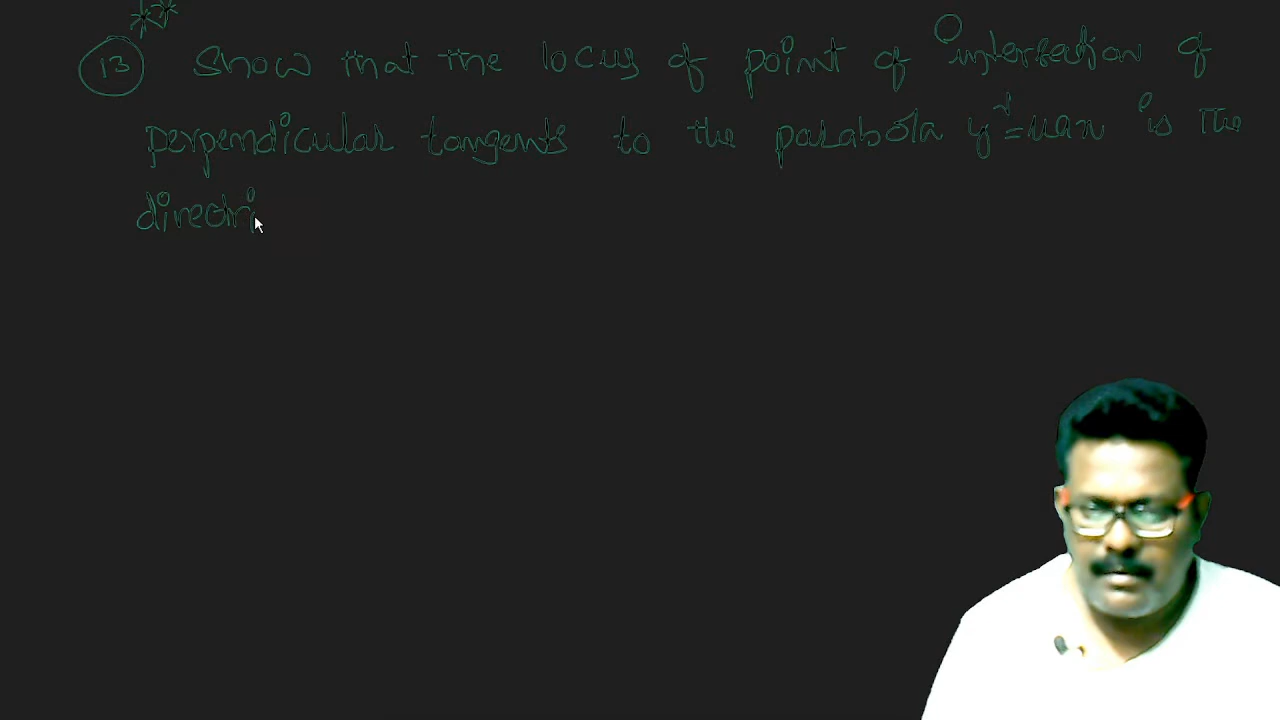 ** 
13 Show that the locus of point of intersection of
perpendicular tangents to the parabola y²=4ax is the
directri